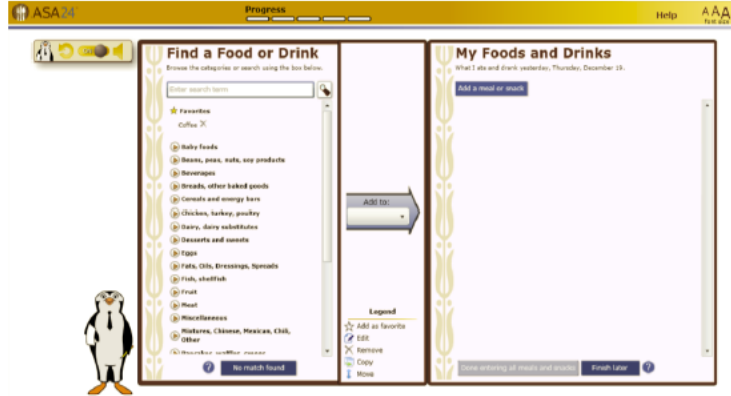 ASA24
Progress
Help
AAA
font size
Find a Food or Drink
Browse the categories or search using the box below.
Enter search term
Favorites
Coffee
Baby foods
Beans, peas, nuts, soy products
Beverages
Breads, other baked goods
Cereals and energy bars
Chicken, turkey, poultry
Dairy, dairy substitutes
Desserts and sweets
Eggs
Fats, Oils, Dressings, Spreads
Fish, shellfish
Fruit
Meat
Miscellaneous
Mixtures, Chinese, Mexican, Chili,
Other
Pancakes, waffles, crepes
? No match found
Add to:
Legend
Add as favorite
Edit
Remove
Copy
Move
My Foods and Drinks
What I ate and drank yesterday, Thursday, December 19.
Add a meal or snack
Done entering all meals and snacks Finish later ?